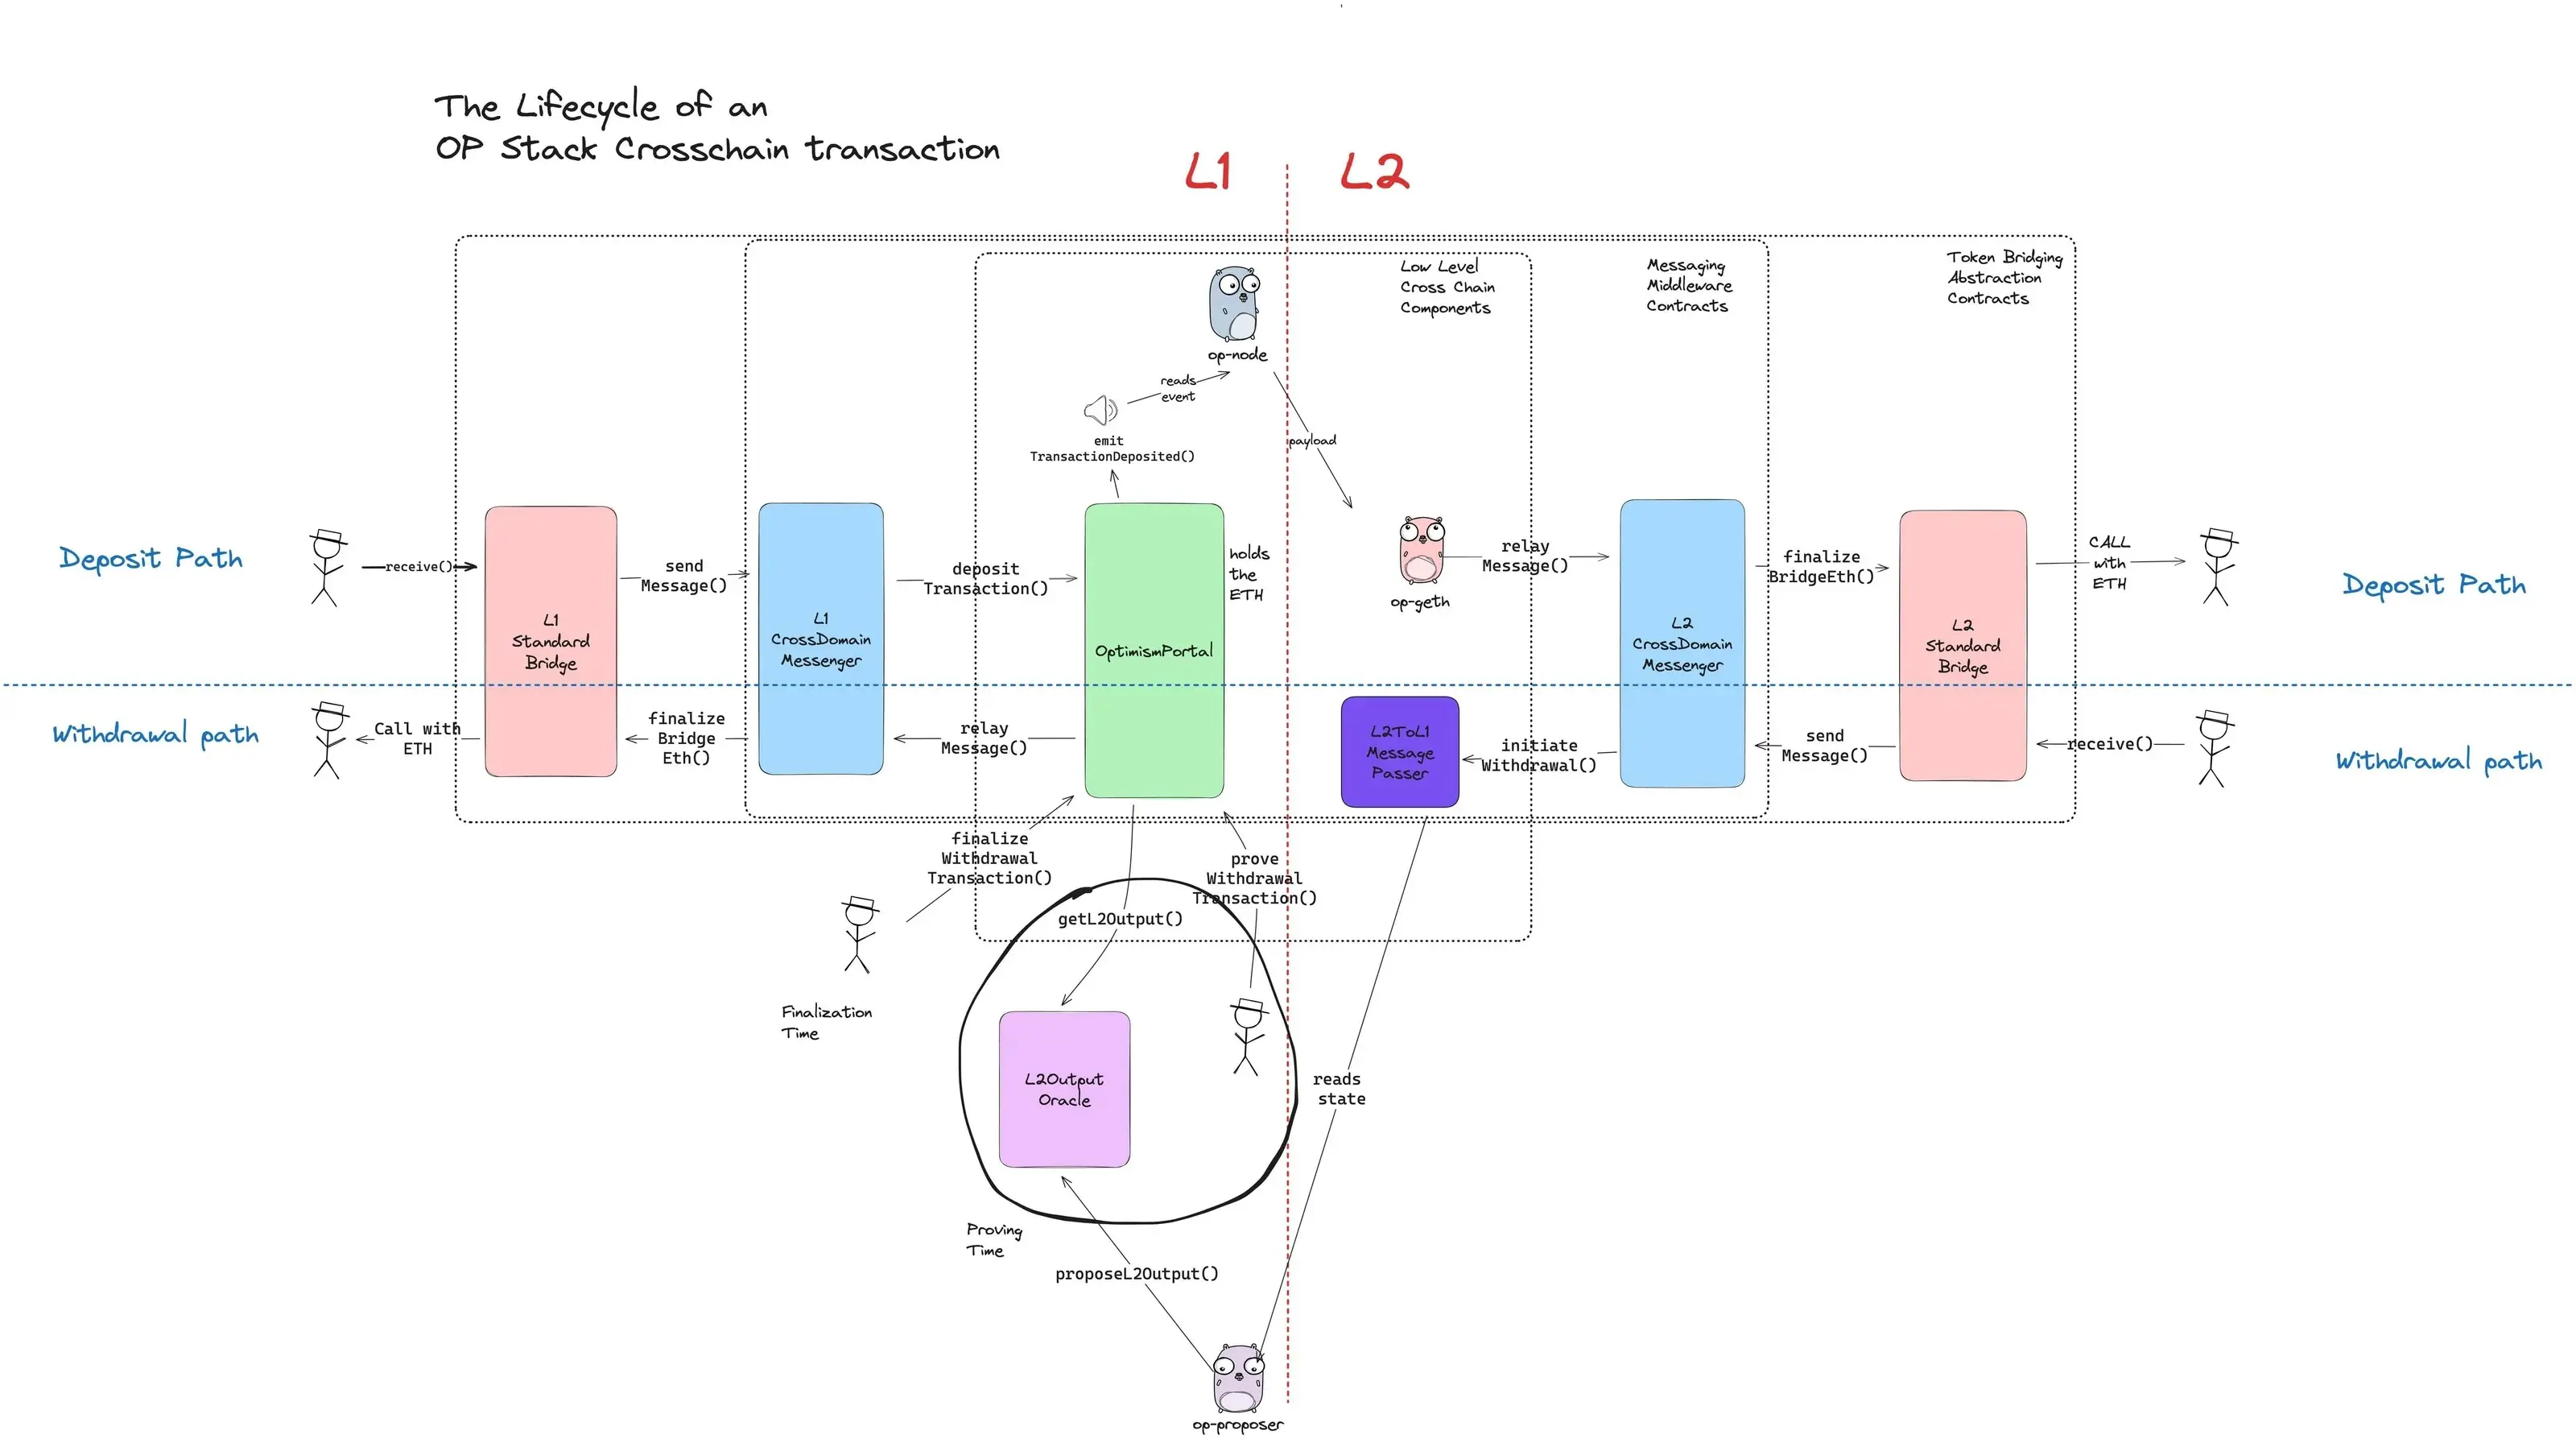 The Lifecycle of an
OP Stack Crosschain transaction
L1
L2
Low Level
Cross Chain
Components
Messaging
Middleware
Contracts
Token Bridging
Abstraction
Contracts
op-node
reads
event
emit
TransactionDeposited()
payload
Deposit Path
receive()
L1
Standard
Bridge
send
Message()
L1
CrossDomain
Messenger
deposit
Transaction()
OptimismPortal
holds
the
ETH
op-geth
relay
Message()
L2
CrossDomain
Messenger
finalize
BridgeEth()
L2
Standard
Bridge
CALL
with
ETH
Deposit Path
Withdrawal path
Call with
ETH
finalize
Bridge
Eth()
relay
Message()
L2ToL1
Message
Passer
initiate
Withdrawal()
send
Message()
receive()
Withdrawal path
finalize
Withdrawal
Transaction()
prove
Withdrawal
Transaction()
getL2Output()
Finalization
Time
L2Output
Oracle
reads
state
Proving
Time
proposeL2Output()
op-proposer